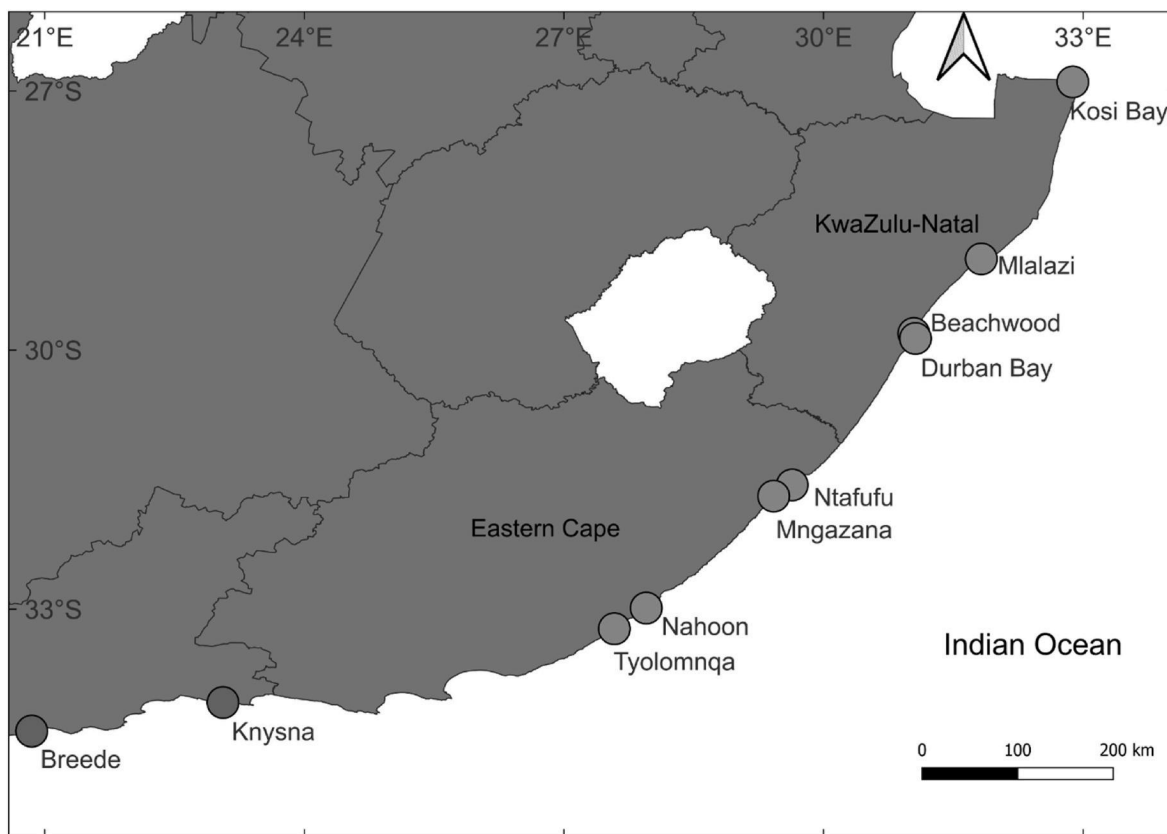 21°E
24°E
27°E
30°E
33°E
27°S
Kosi Bay
KwaZulu-Natal
Mlalazi
Beachwood
30°S
Durban Bay
Ntafufu
Eastern Cape
Mngazana
33°S
Nahoon
Indian Ocean
Tyolomnqa
Knysna
Breede
0 100 200 km